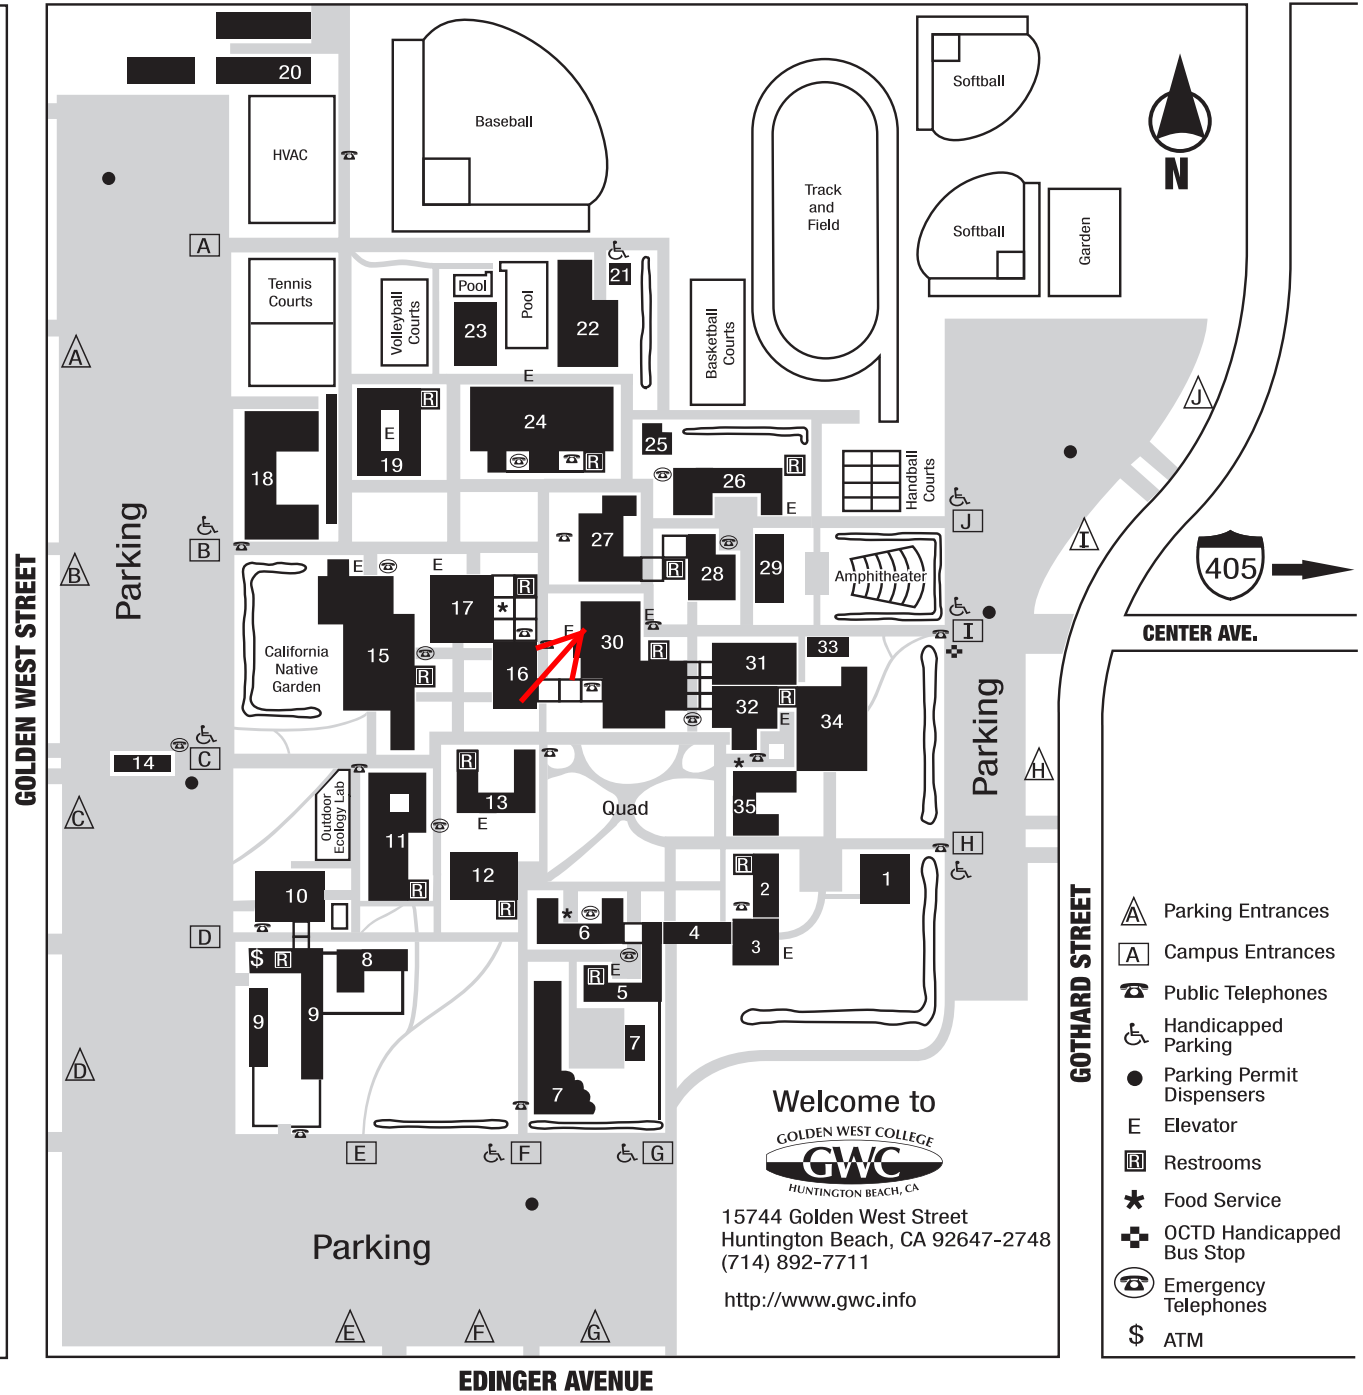 20
HVAC
Baseball
Softball
Track
and
Field
N
Softball
Garden
A
21
Tennis
Courts
Volleyball
Courts
Pool
Pool
23
22
Basketball
Courts
A
E
J
R
24
E
19
R
25
18
26
R
E
Handball
Courts
J
B
27
I
B
E
E
R
R
28
29
Amphitheater
405
CENTER AVE.
17
*
E
E
30
I
California
Native
Garden
15
R
16
R
31
33
32
R
E
34
Parking
GOLDEN WEST STREET
Parking
C
14
H
R
13
E
*
Quad
35
Outdoor
Ecology Lab
11
C
H
R
12
R
R
2
1
10
D
6
*
4
3
E
$
R
8
R
E
5
9
9
7
7
D
GOTHARD STREET
A Parking Entrances
A Campus Entrances
Public Telephones
Handicapped
Parking
Parking Permit
Dispensers
E Elevator
R Restrooms
* Food Service
OCTD Handicapped
Bus Stop
Emergency
Telephones
$ ATM
E
F
G
Welcome to
GOLDEN WEST COLLEGE
GWC
HUNTINGTON BEACH, CA
15744 Golden West Street
Huntington Beach, CA 92647-2748
(714) 892-7711
http://www.gwc.info
Parking
E
F
G
EDINGER AVENUE